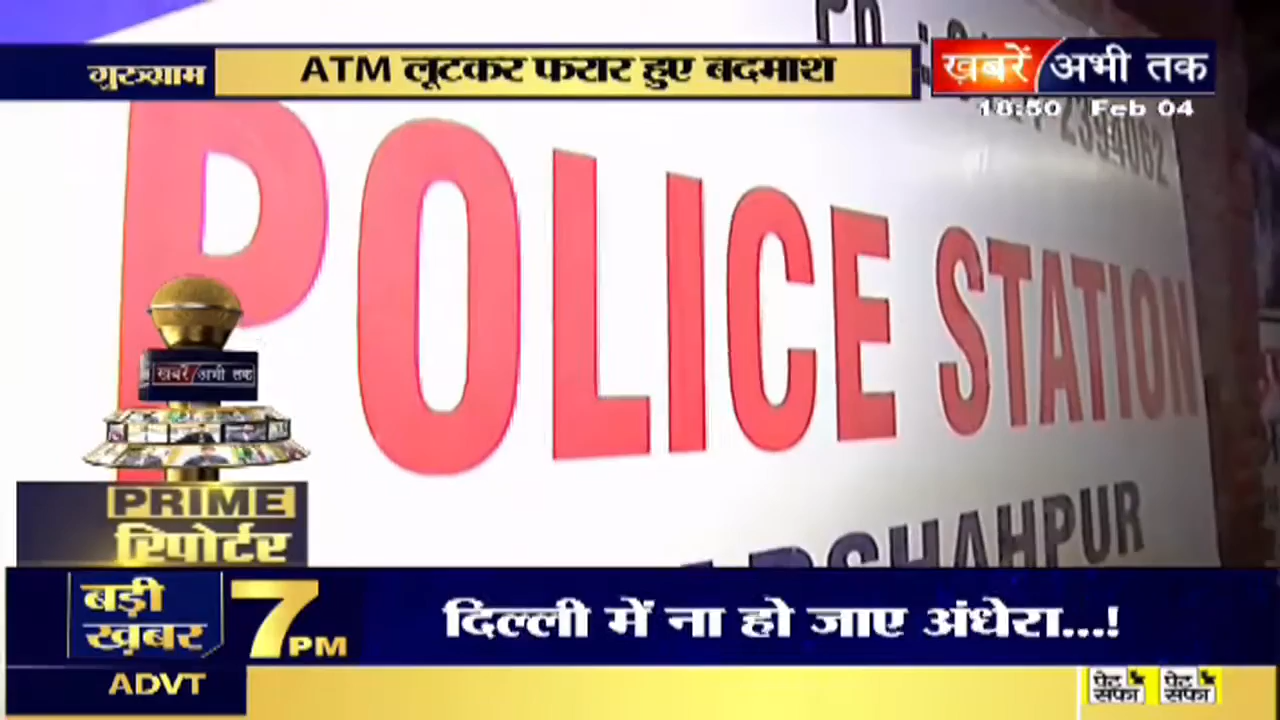 गुरुग्राम
ATM लूटकर फरार हुए बदमाश
ख़बरें अभी तक
18:50 Feb 04
2394062
POLICE STATION
ख़बरें अभी तक
PRIME
रिपोर्टर
बड़ी
ख़बर
7PM
दिल्ली में ना हो जाए अंधेरा...!
ADVT
पेट
सफा
पेट
सफा